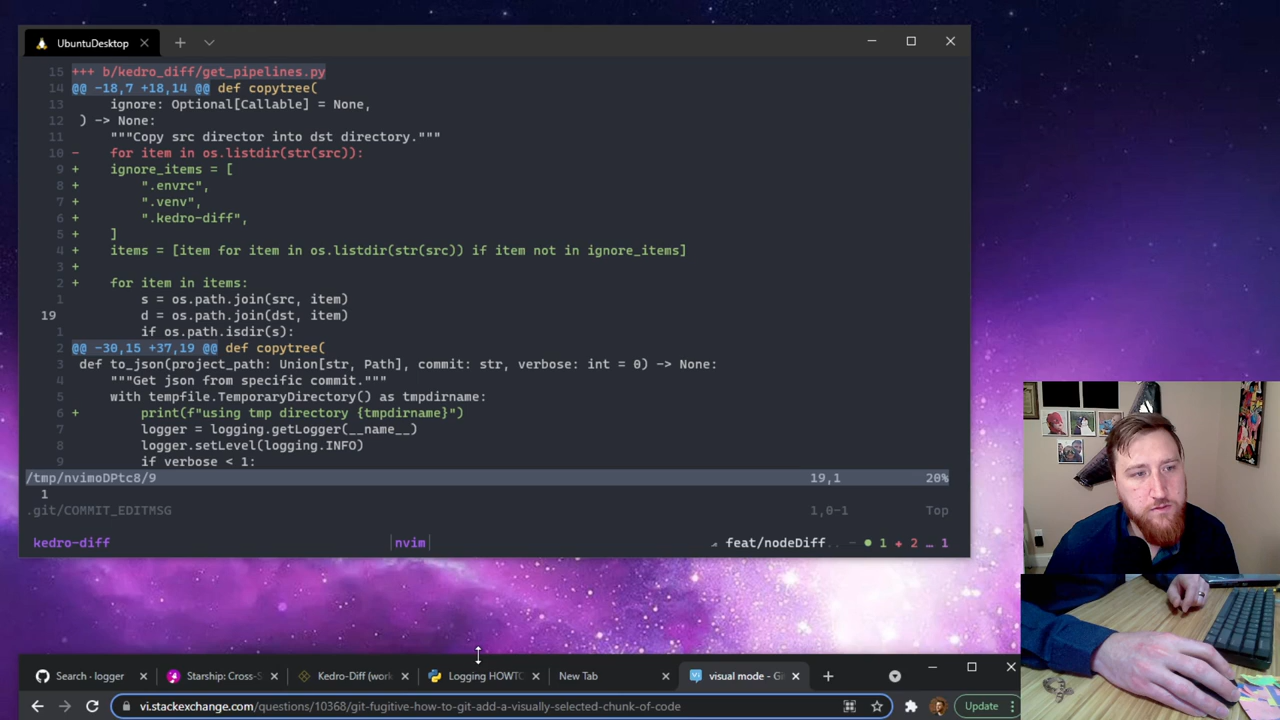 UbuntuDesktop
15 +++ b/kedro_diff/get_pipelines.py
14 @@ -18,7 +18,14 @@ def copytree(
13 ignore: Optional[Callable] = None,
12 ) -> None:
11 """Copy src director into dst directory."""
10 - for item in os.listdir(str(src)):
9 + ignore_items = [
8 + ".envrc",
7 + ".venv",
6 + ".kedro-diff",
5 + ]
4 + items = [item for item in os.listdir(str(src)) if item not in ignore_items]
3 +
2 + for item in items:
1 s = os.path.join(src, item)
19 d = os.path.join(dst, item)
1 if os.path.isdir(s):
2 @@ -30,15 +37,19 @@ def copytree(
3 def to_json(project_path: Union[str, Path], commit: str, verbose: int = 0) -> None:
4 """Get json from specific commit."""
5 with tempfile.TemporaryDirectory() as tmpdirname:
6 + print(f"using tmp directory {tmpdirname}")
7 logger = logging.getLogger(__name__)
8 logger.setLevel(logging.INFO)
9 if verbose < 1:
/tmp/nvimoDPtc8/9 19,1 20%
1
.git/COMMIT_EDITMSG 1,0-1 Top
kedro-diff nvim feat/nodeDiff.. − ● 1 + 2 … 1
Search - logger Starship: Cross-S Kedro-Diff (work Logging HOWTO New Tab visual mode - Gi
vi.stackexchange.com/questions/10368/git-fugitive-how-to-git-add-a-visually-selected-chunk-of-code Update